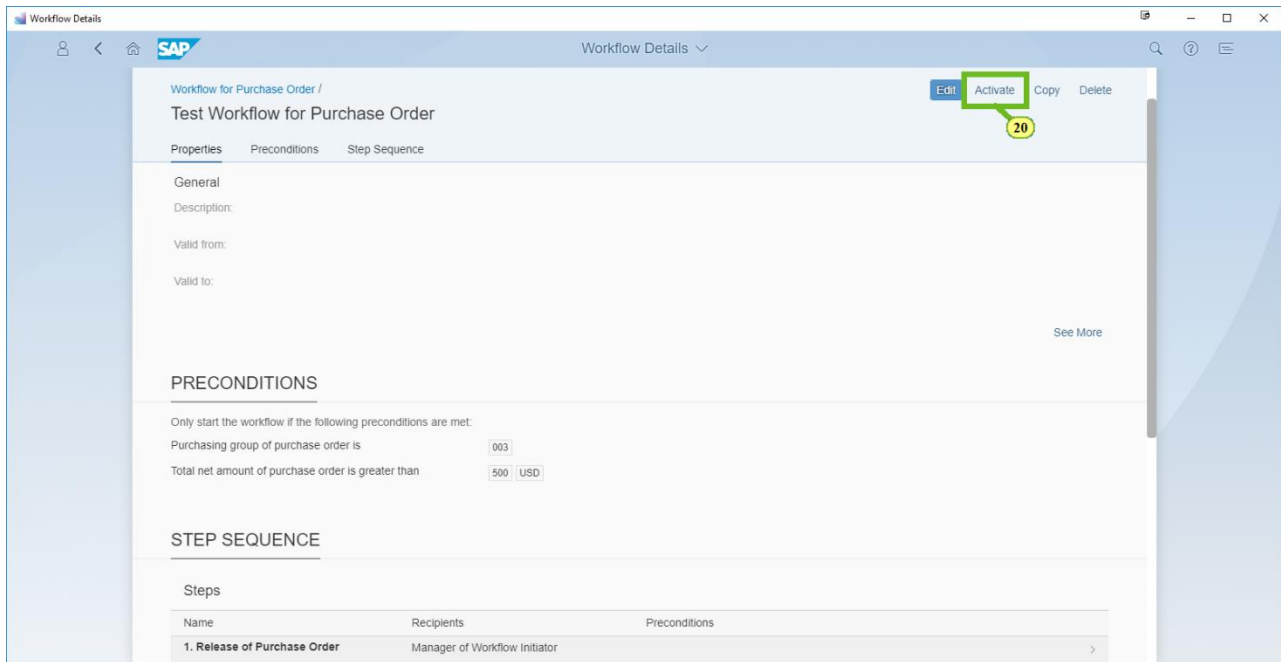 Workflow Details
SAP
Workflow Details
Workflow for Purchase Order /
Edit Activate Copy Delete
Test Workflow for Purchase Order
20
Properties Preconditions Step Sequence
General
Description:
Valid from:
Valid to:
See More
PRECONDITIONS
Only start the workflow if the following preconditions are met:
Purchasing group of purchase order is 003
Total net amount of purchase order is greater than 500 USD
STEP SEQUENCE
Steps
Name Recipients Preconditions
1. Release of Purchase Order Manager of Workflow Initiator